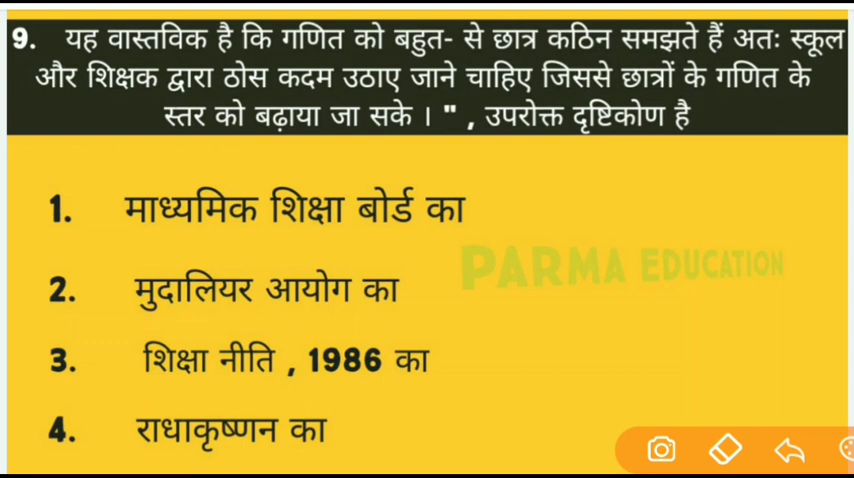 9. यह वास्तविक है कि गणित को बहुत- से छात्र कठिन समझते हैं अतः स्कूल
और शिक्षक द्वारा ठोस कदम उठाए जाने चाहिए जिससे छात्रों के गणित के
स्तर को बढ़ाया जा सके । " , उपरोक्त दृष्टिकोण है
1. माध्यमिक शिक्षा बोर्ड का
PARMA EDUCATION
2. मुदालियर आयोग का
3. शिक्षा नीति , 1986 का
4. राधाकृष्णन का